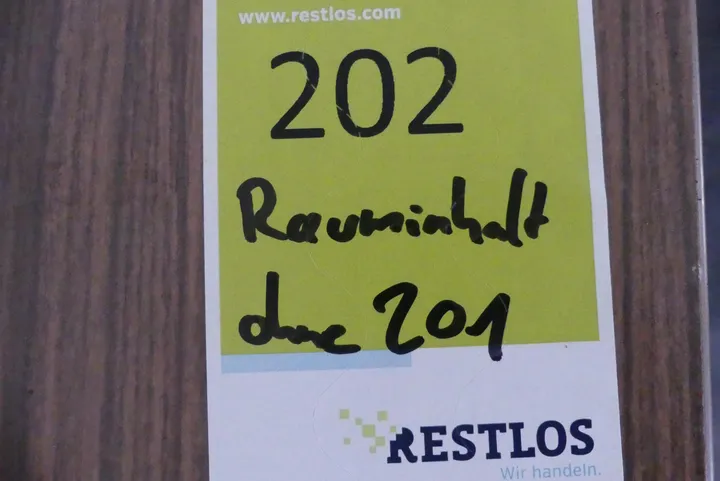 www.restlos.com
202
Rauminhalt
ohne 201
RESTLOS
Wir handeln.